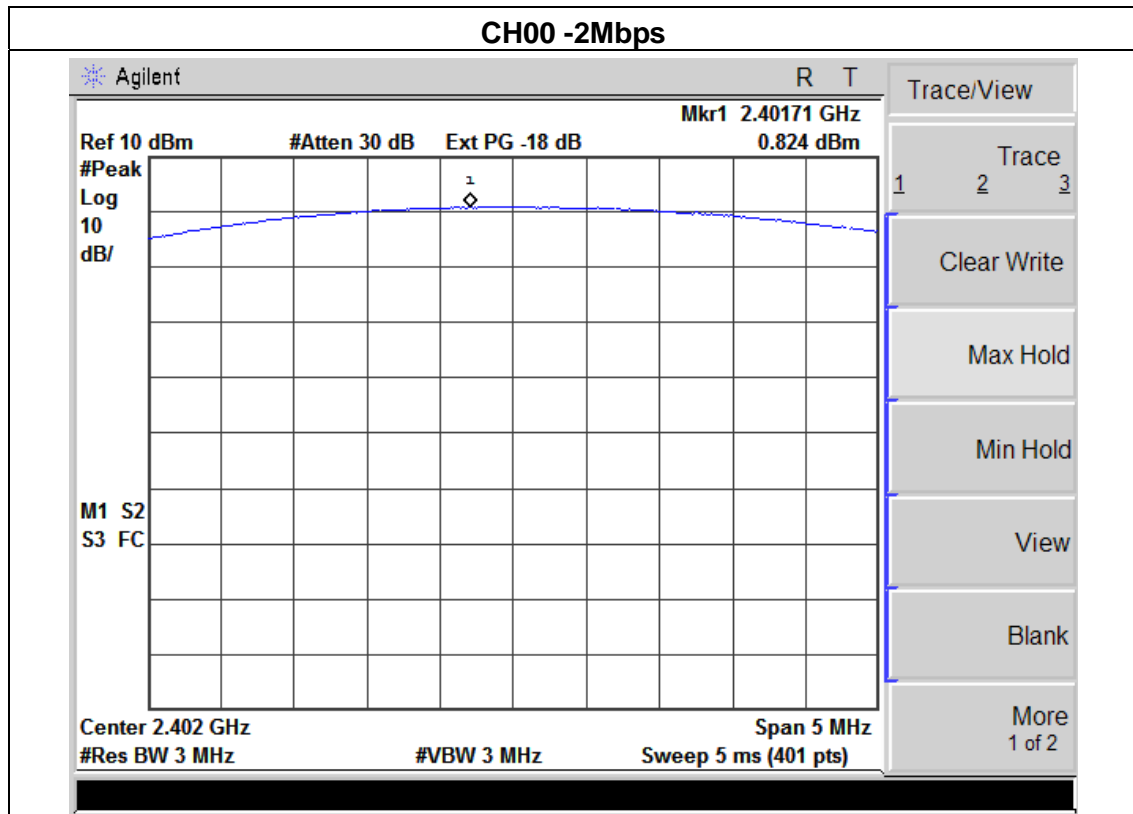 CH00 -2Mbps
Agilent R T
Trace/View
Mkr1 2.40171 GHz
Ref 10 dBm #Atten 30 dB Ext PG -18 dB 0.824 dBm
#Peak
Log
10
dB/
1
M1 S2
S3 FC
Center 2.402 GHz Span 5 MHz
#Res BW 3 MHz #VBW 3 MHz Sweep 5 ms (401 pts)
Trace
1 2 3
Clear Write
Max Hold
Min Hold
View
Blank
More
1 of 2